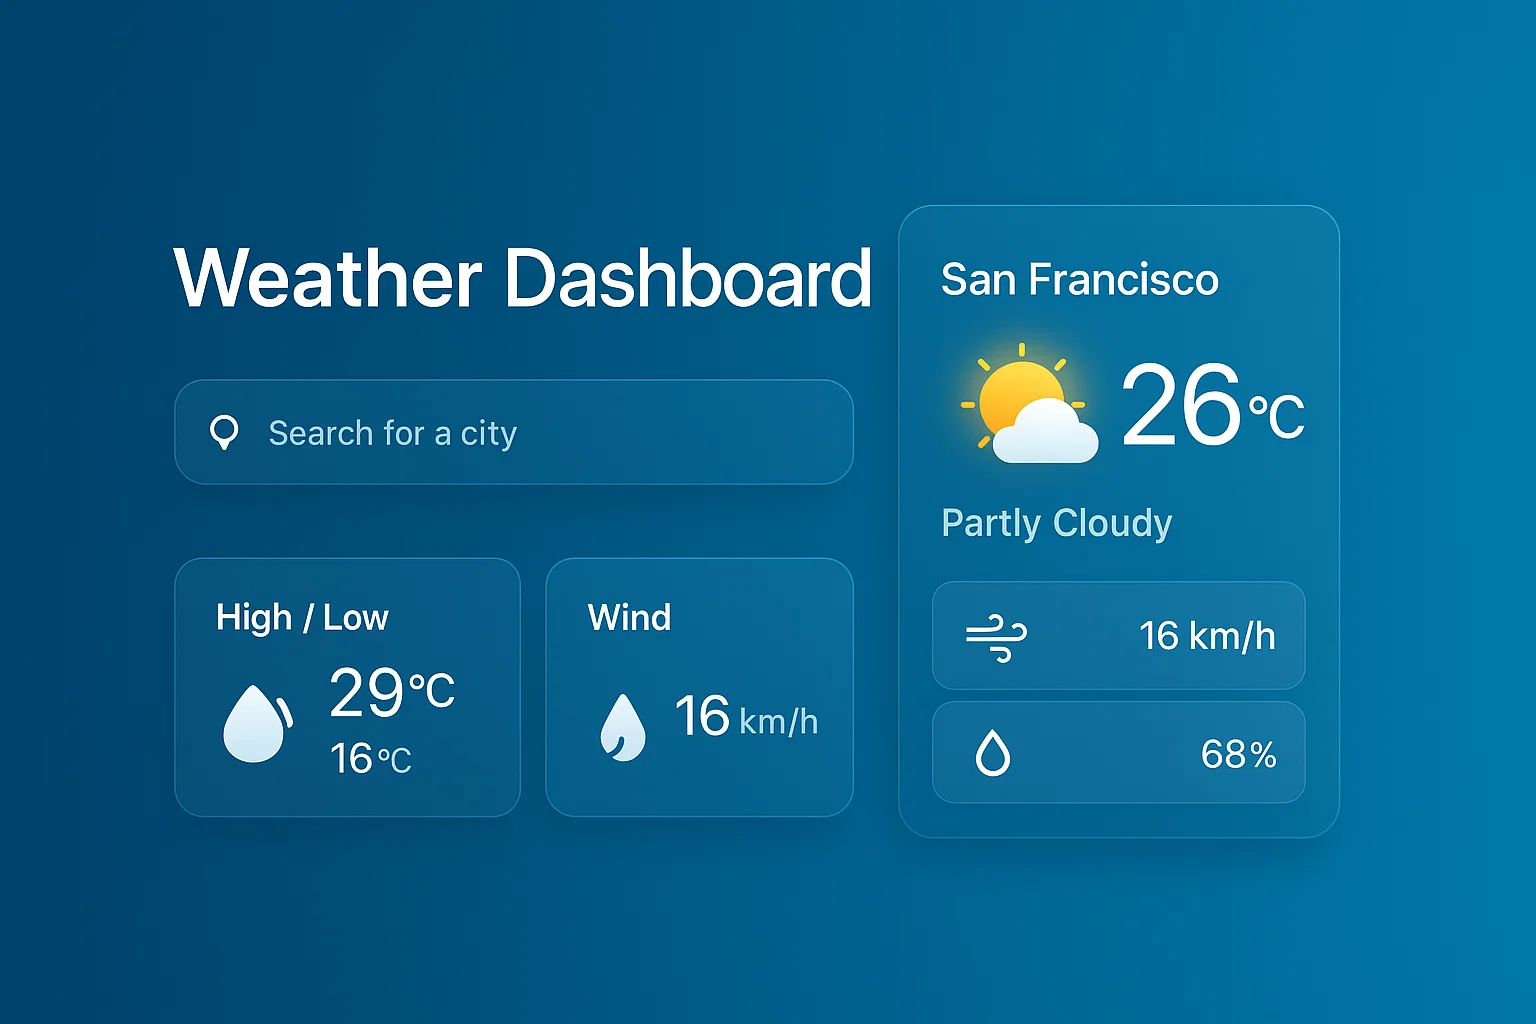 Weather Dashboard
Search for a city
High / Low
29°C
16°C
Wind
16 km/h
San Francisco
26°C
Partly Cloudy
16 km/h
68%